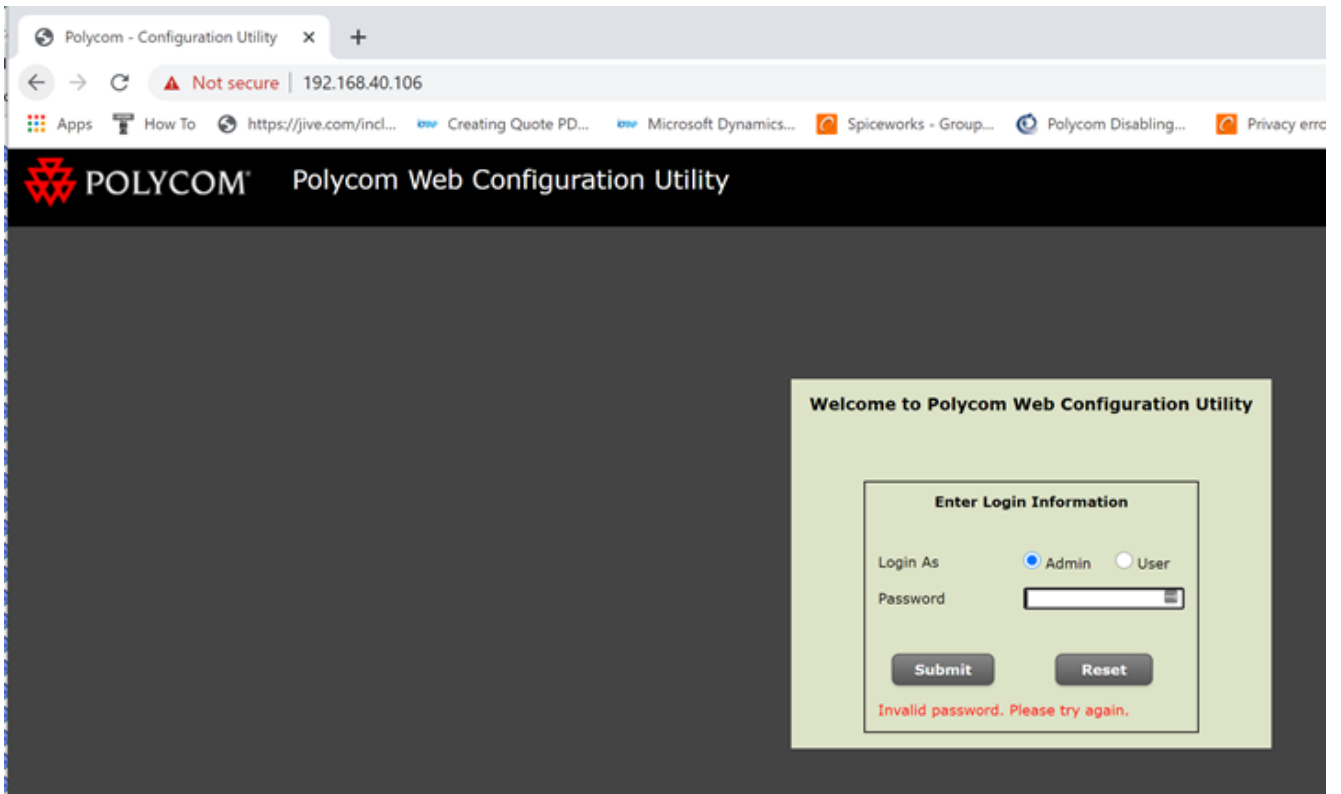 Polycom - Configuration Utility
Not secure 192.168.40.106
Apps How To https://jive.com/incl... Creating Quote PD... Microsoft Dynamics... Spiceworks - Group... Polycom Disabling... Privacy erro
POLYCOM Polycom Web Configuration Utility
Welcome to Polycom Web Configuration Utility
Enter Login Information
Login As Admin User
Password
Submit Reset
Invalid password. Please try again.